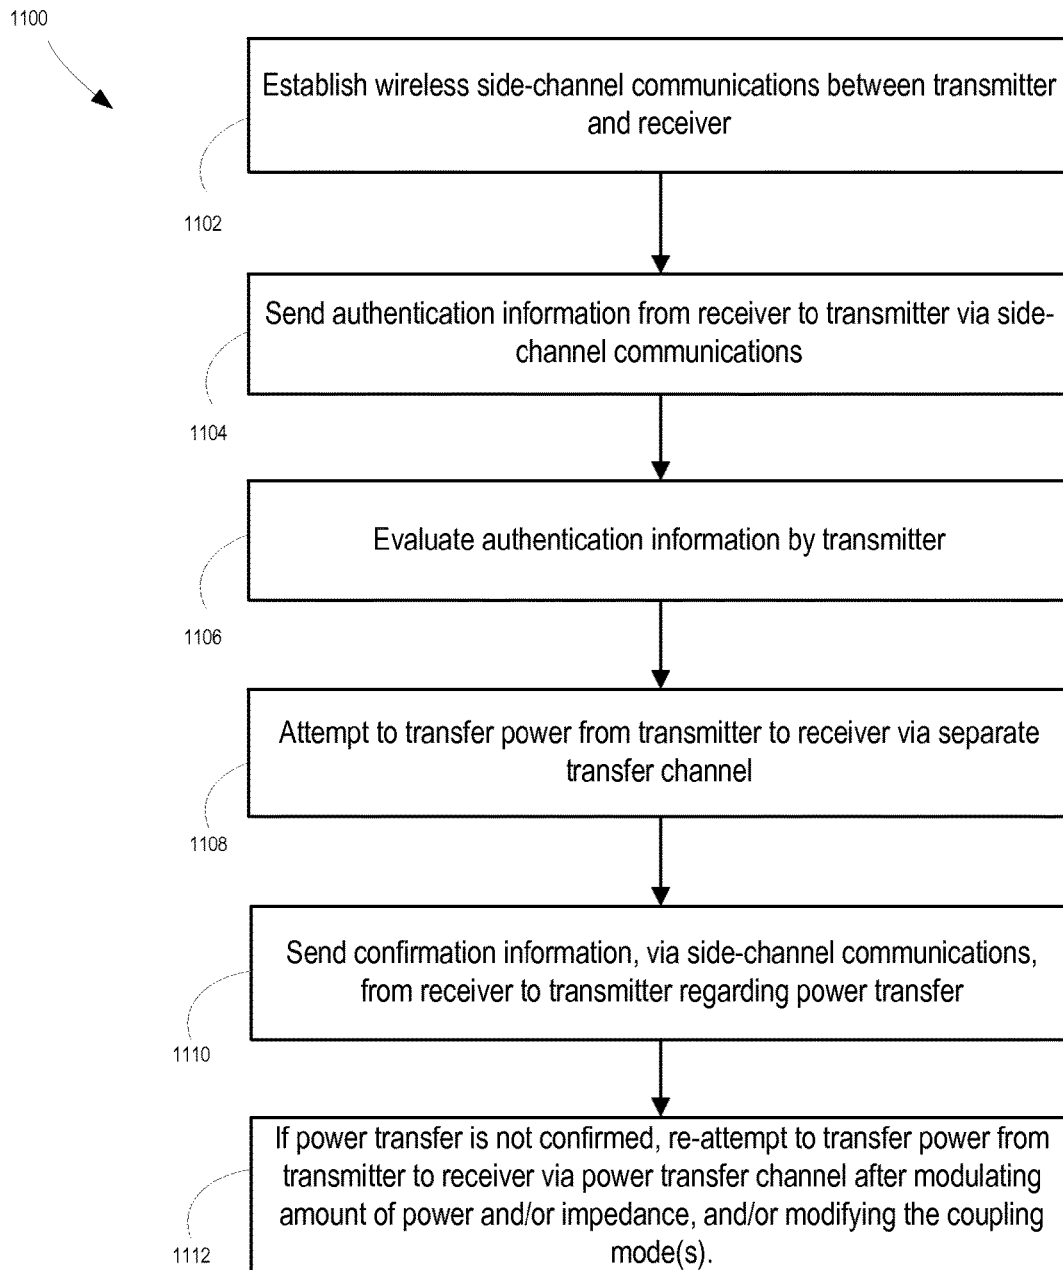 1100
Establish wireless side-channel communications between transmitter
and receiver
1102
Send authentication information from receiver to transmitter via side-
channel communications
1104
Evaluate authentication information by transmitter
1106
Attempt to transfer power from transmitter to receiver via separate
transfer channel
1108
Send confirmation information, via side-channel communications,
from receiver to transmitter regarding power transfer
1110
If power transfer is not confirmed, re-attempt to transfer power from
transmitter to receiver via power transfer channel after modulating
amount of power and/or impedance, and/or modifying the coupling
mode(s).
1112